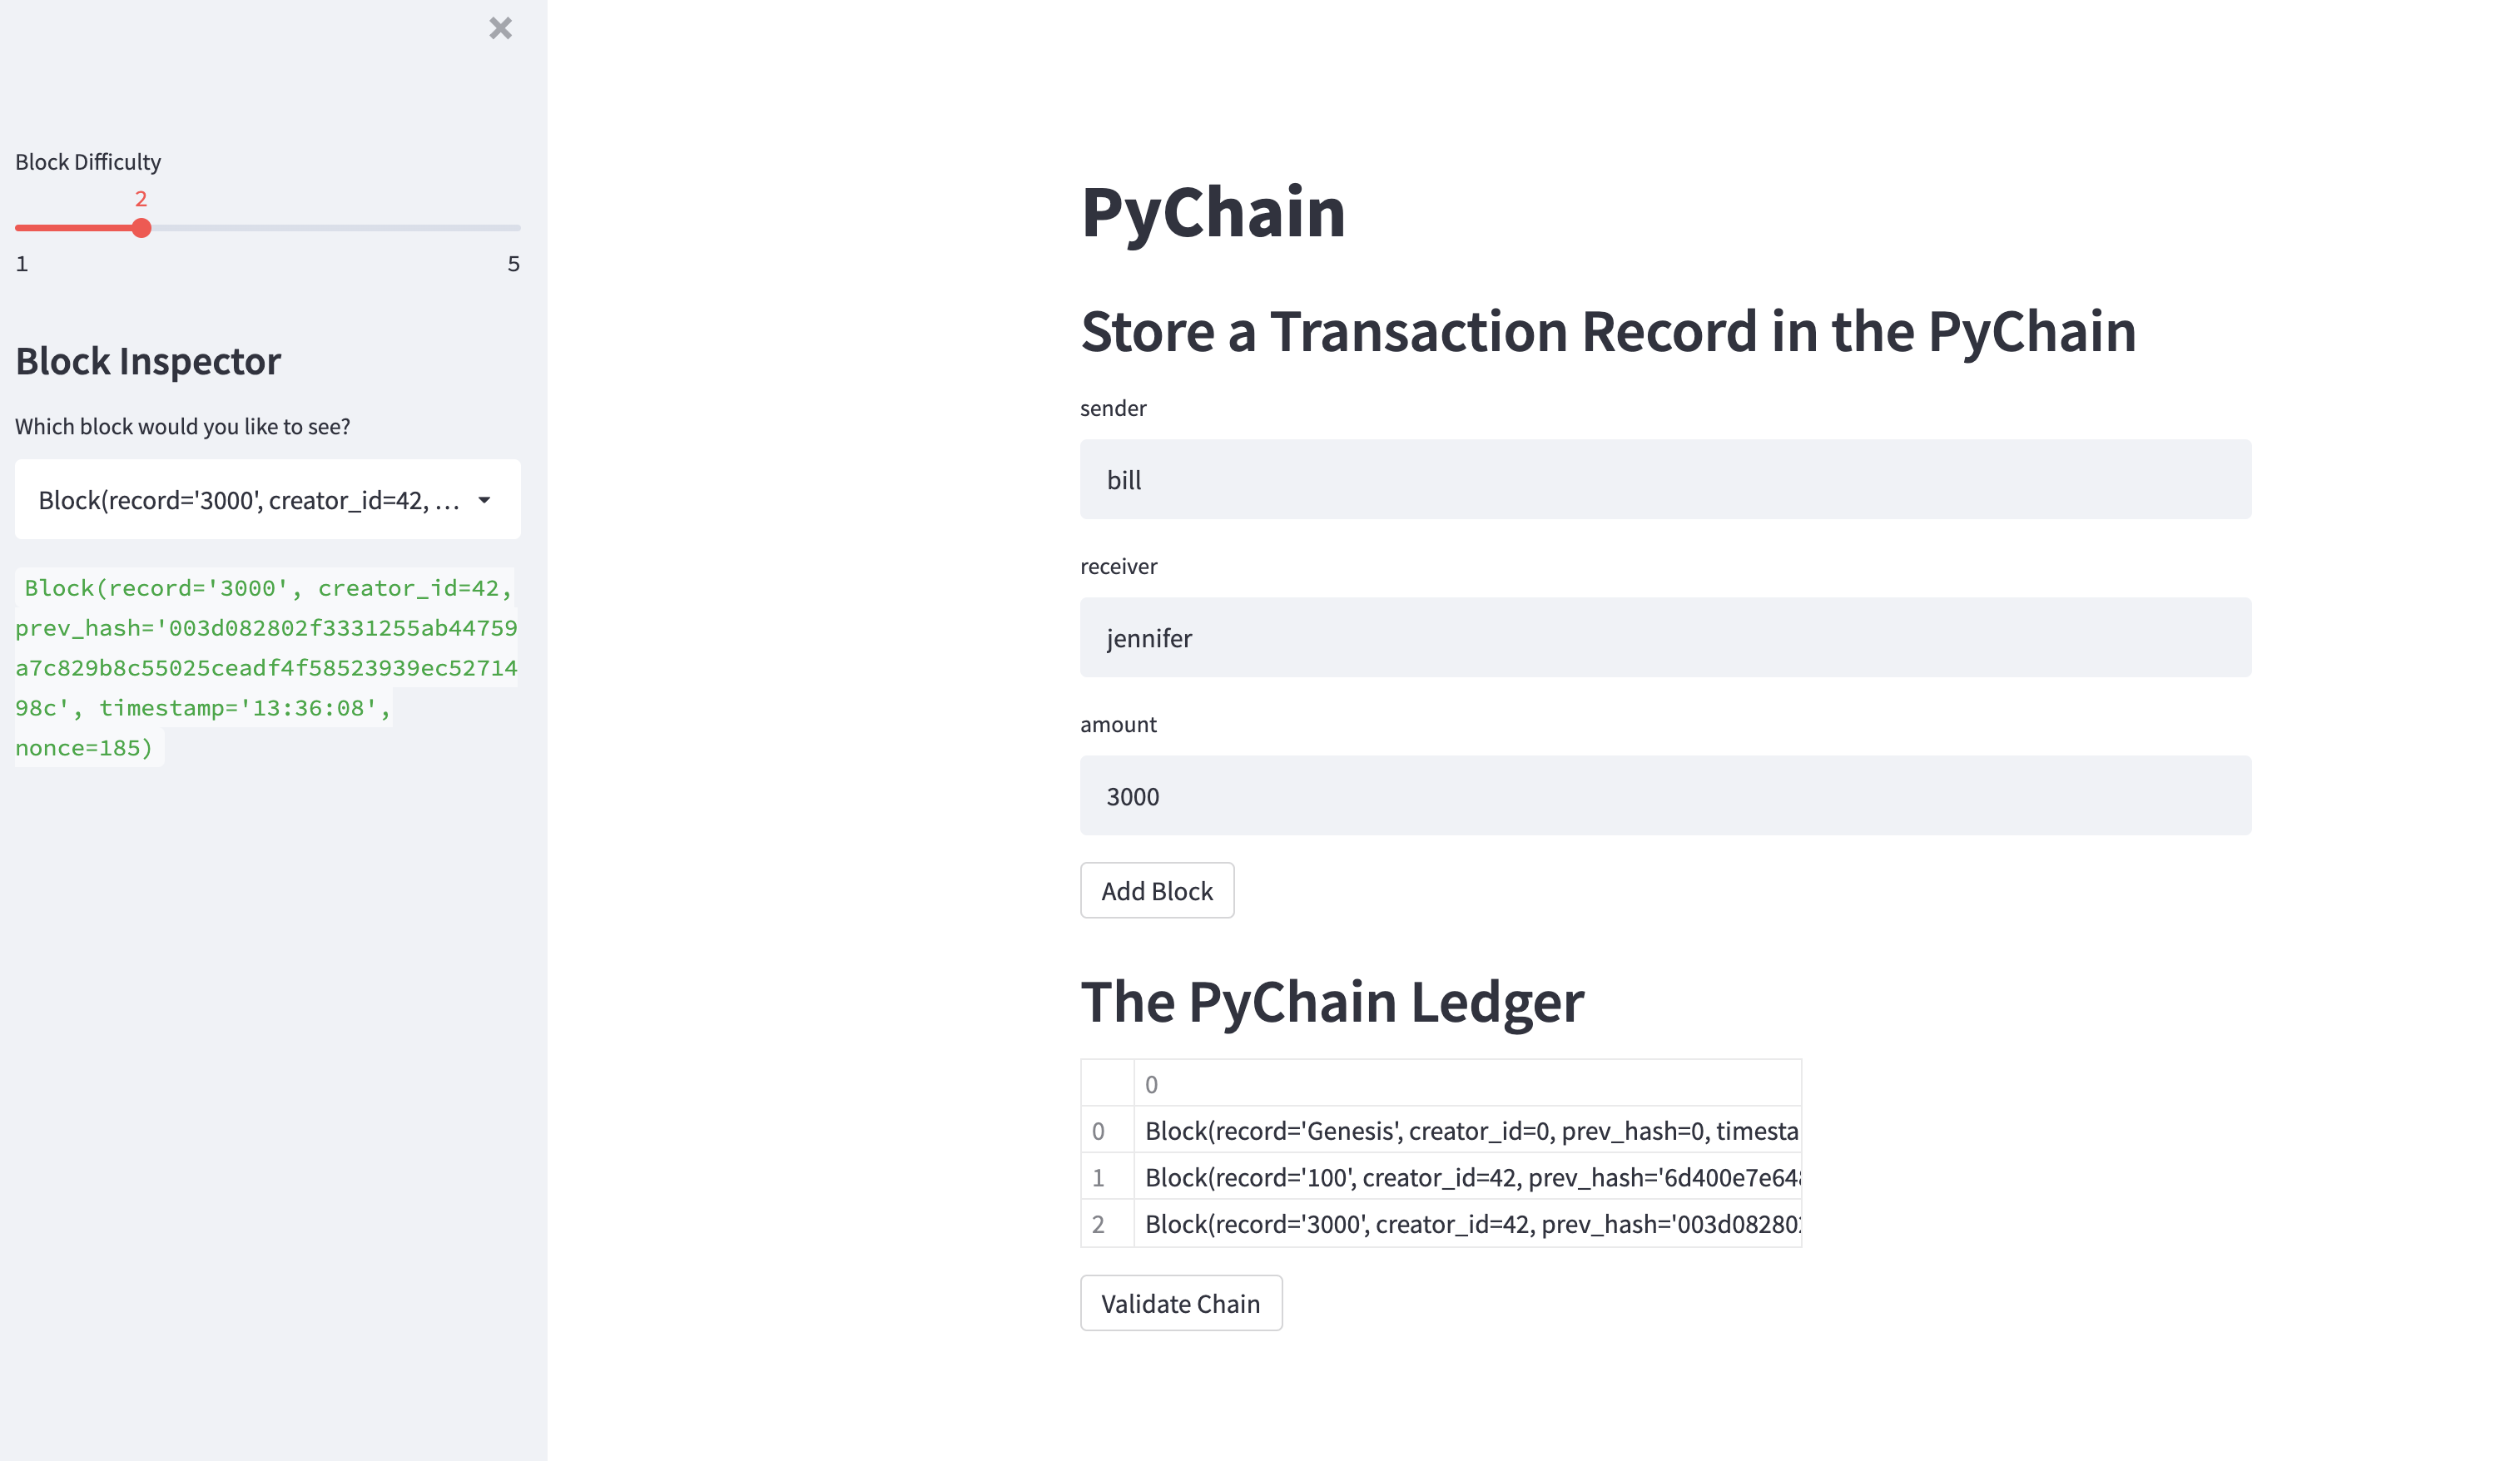 Block Difficulty
2
1 5
Block Inspector
Which block would you like to see?
Block(record='3000', creator_id=42, ...
Block(record='3000', creator_id=42,
prev_hash='003d082802f3331255ab44759
a7c829b8c55025ceadf4f58523939ec52714
98c', timestamp='13:36:08',
nonce=185)
PyChain
Store a Transaction Record in the PyChain
sender
bill
receiver
jennifer
amount
3000
Add Block
The PyChain Ledger
0
0 Block(record='Genesis', creator_id=0, prev_hash=0, timesta
1 Block(record='100', creator_id=42, prev_hash='6d400e7e64
2 Block(record='3000', creator_id=42, prev_hash='003d08280
Validate Chain